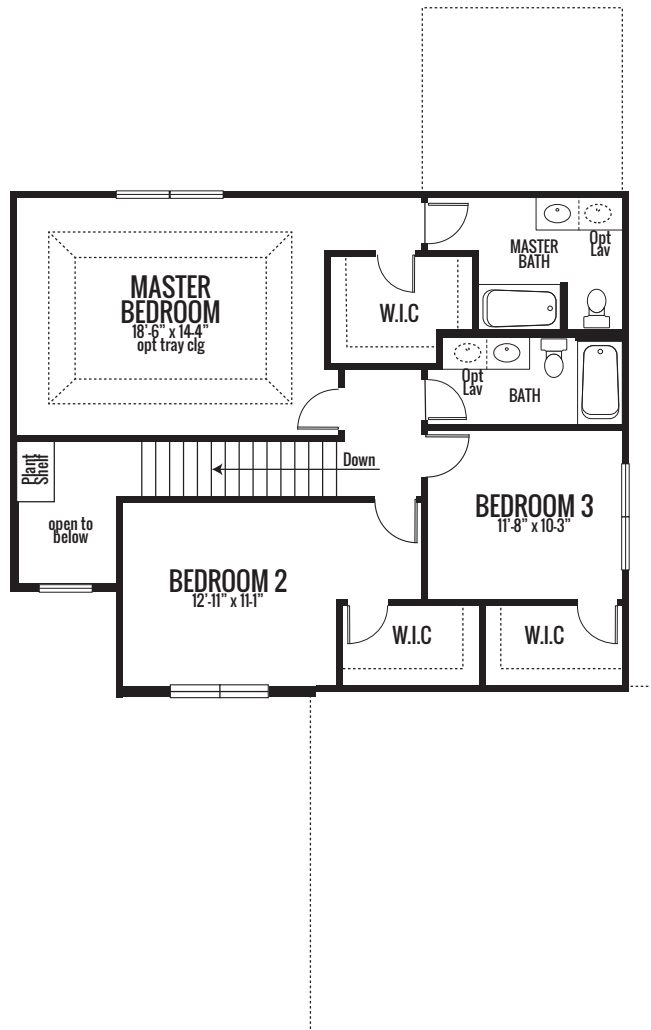 Opt
Lav
MASTER
BATH
MASTER
BEDROOM
18'-6" x 14'-4"
opt tray clg
W.I.C
Opt
Lav
BATH
Plant
Shelf
Down
open to
below
BEDROOM 3
11'-8" x 10'-3"
BEDROOM 2
12'-11" x 11'-1"
W.I.C
W.I.C